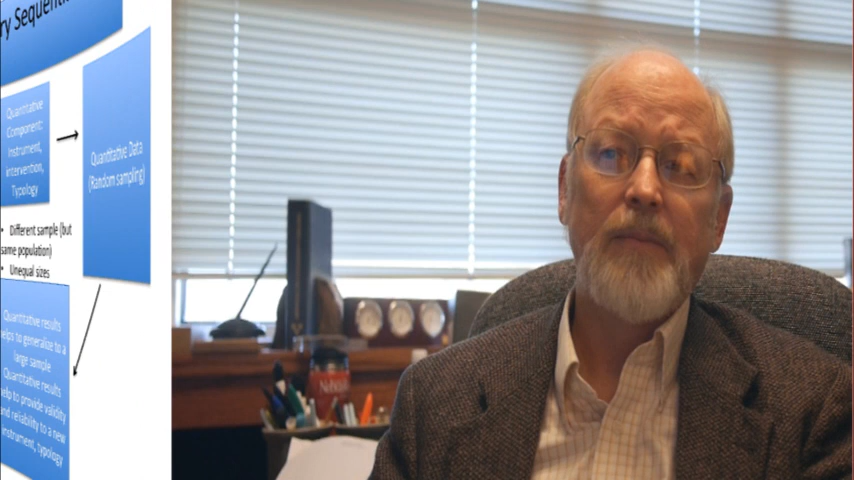 ry Sequenti
Quantitative
Component:
Instrument,
intervention,
Typology
Quantitative Data
(Random sampling)
• Different sample (but
same population)
• Unequal sizes
Quantitative results
helps to generalize to a
large sample
Quantitative results
help to provide validity
and reliability to a new
instrument, typology